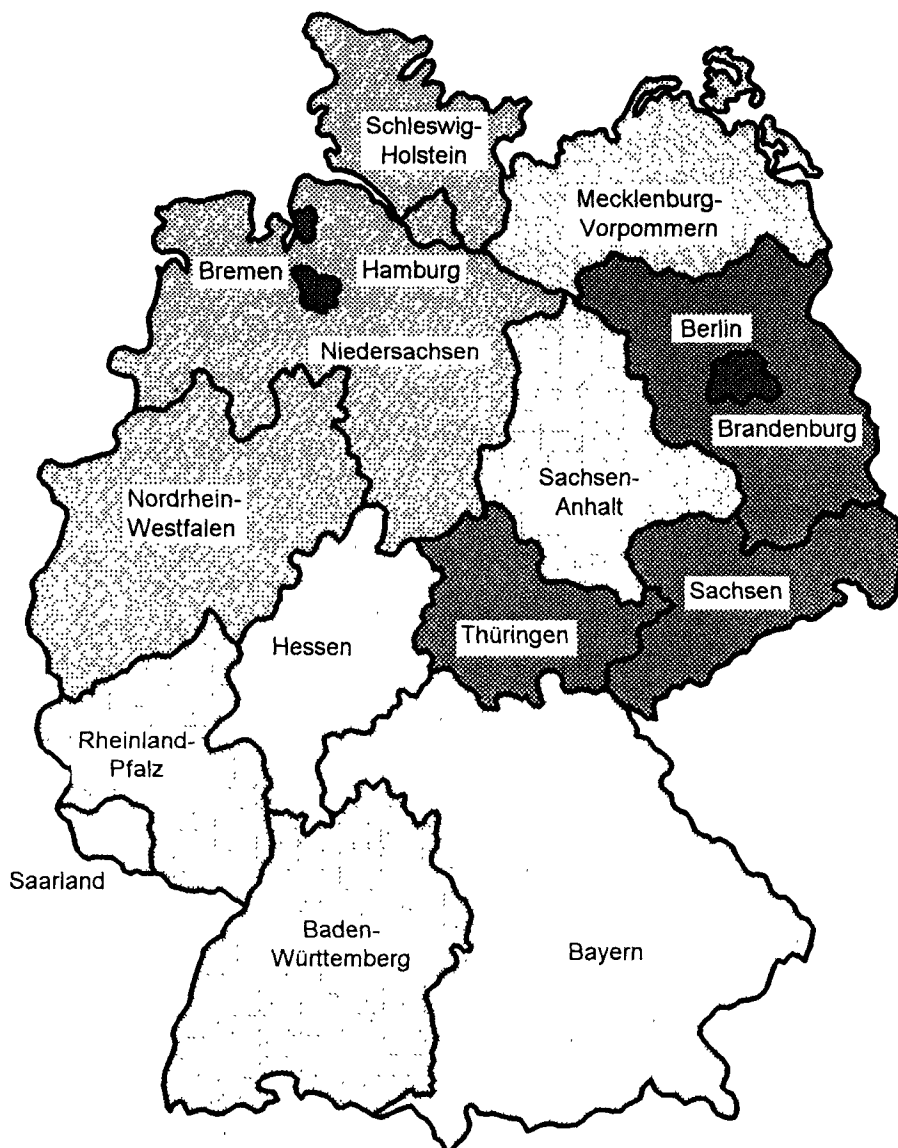 Schleswig-
Holstein
Mecklenburg-
Vorpommern
Bremen
Hamburg
Berlin
Niedersachsen
Brandenburg
Sachsen-
Anhalt
Nordrhein-
Westfalen
Sachsen
Thüringen
Hessen
Rheinland-
Pfalz
Saarland
Baden-
Württemberg
Bayern